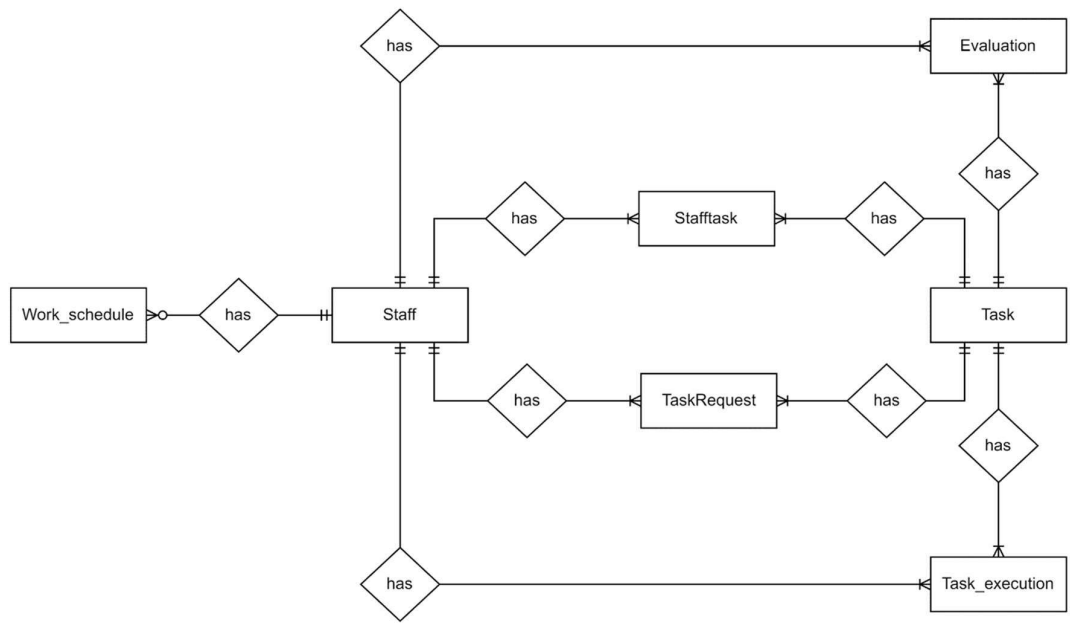 has
Evaluation
has
has
Stafftask
has
Work_schedule
has
Staff
Task
has
TaskRequest
has
has
has
Task_execution